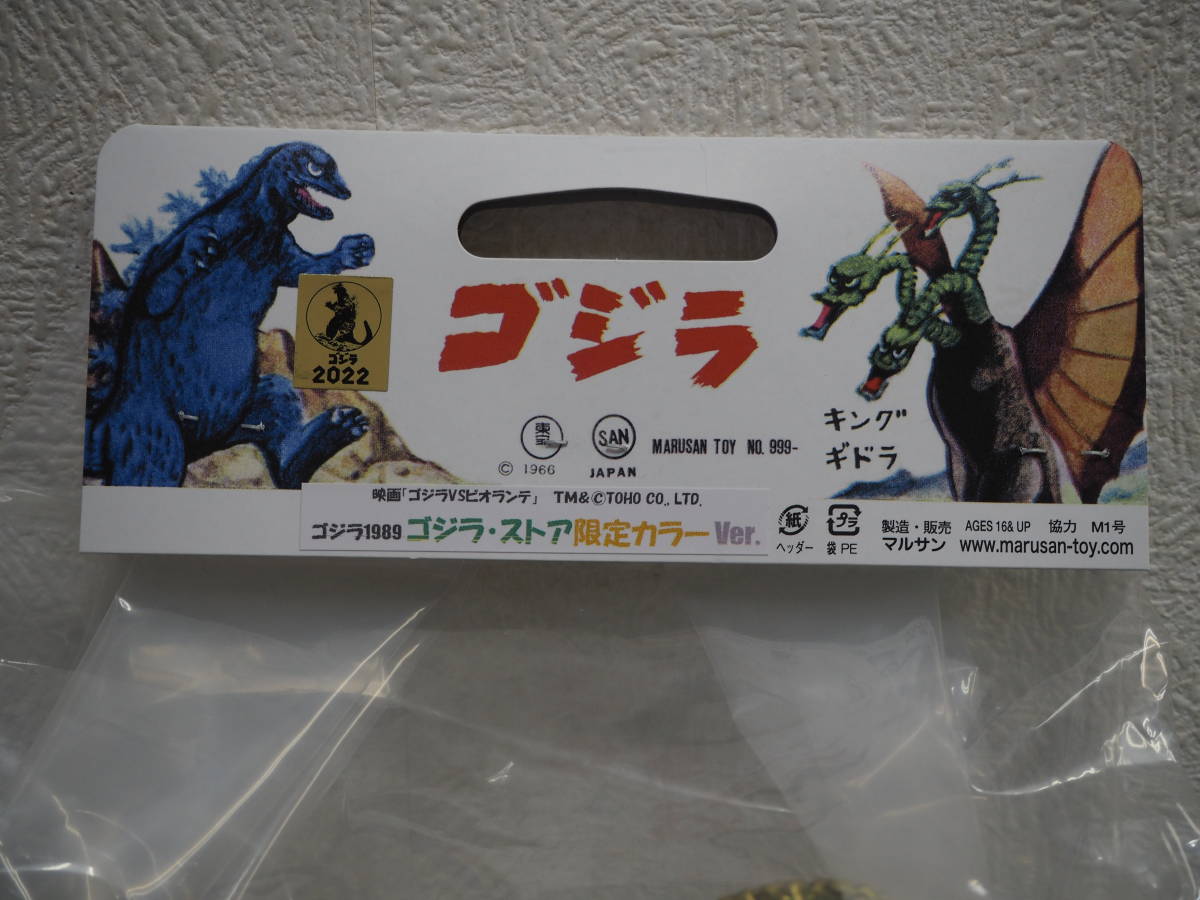 ゴジラ
ゴジラ
2022
東宝
SAN
MARUSAN TOY NO. 999-
© 1966
JAPAN
キング
ギドラ
映画「ゴジラVSビオランテ」 TM&©TOHO CO., LTD.
ゴジラ1989 ゴジラ・ストア限定カラー Ver.
紙
ヘッダー
プラ
袋 PE
製造・販売 AGES 16& UP 協力 M1号
マルサン www.marusan-toy.com